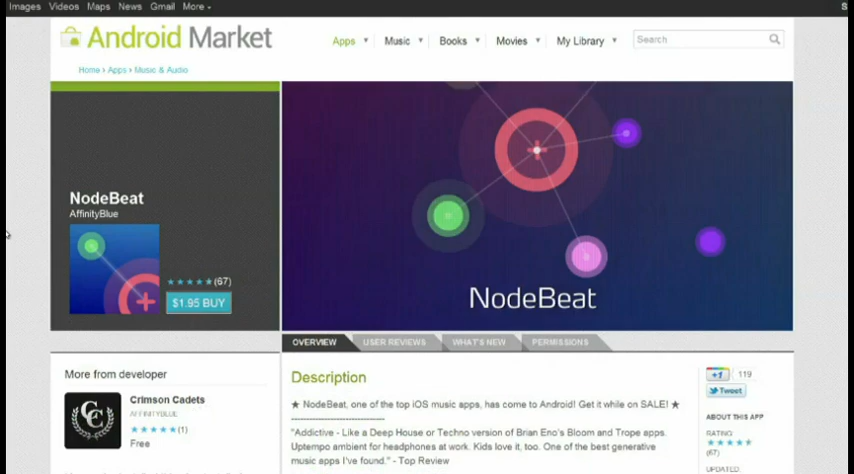 Images Videos Maps News Gmail More
S
Android Market
Apps Music Books Movies My Library Search
Home › Apps › Music & Audio
NodeBeat
AffinityBlue
(67)
$1.95 BUY
NodeBeat
OVERVIEW USER REVIEWS WHAT'S NEW PERMISSIONS
More from developer
Crimson Cadets
AFFINITYBLUE
(1)
Free
Description
★ NodeBeat, one of the top iOS music apps, has come to Android! Get it while on SALE! ★
------------------------------
"Addictive - Like a Deep House or Techno version of Brian Eno's Bloom and Trope apps.
Uptempo ambient for headphones at work. Kids love it, too. One of the best generative
music apps I've found." - Top Review
+1 119
Tweet
ABOUT THIS APP
RATING:
(67)
UPDATED: